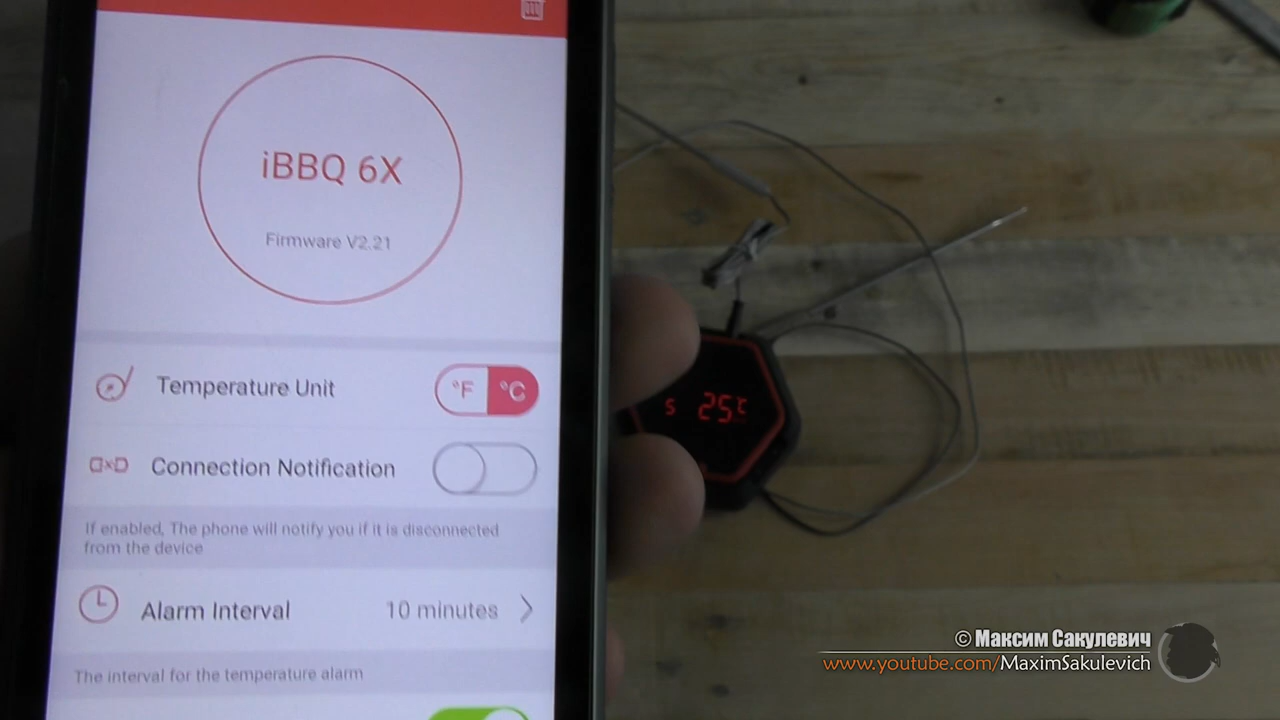 iBBQ 6X
Firmware V2.21
Temperature Unit
°F °C
Connection Notification
If enabled, The phone will notify you if it is disconnected
from the device
Alarm Interval
10 minutes
The interval for the temperature alarm
5 25℃
© Максим Сакулевич
www.youtube.com/MaximSakulevich